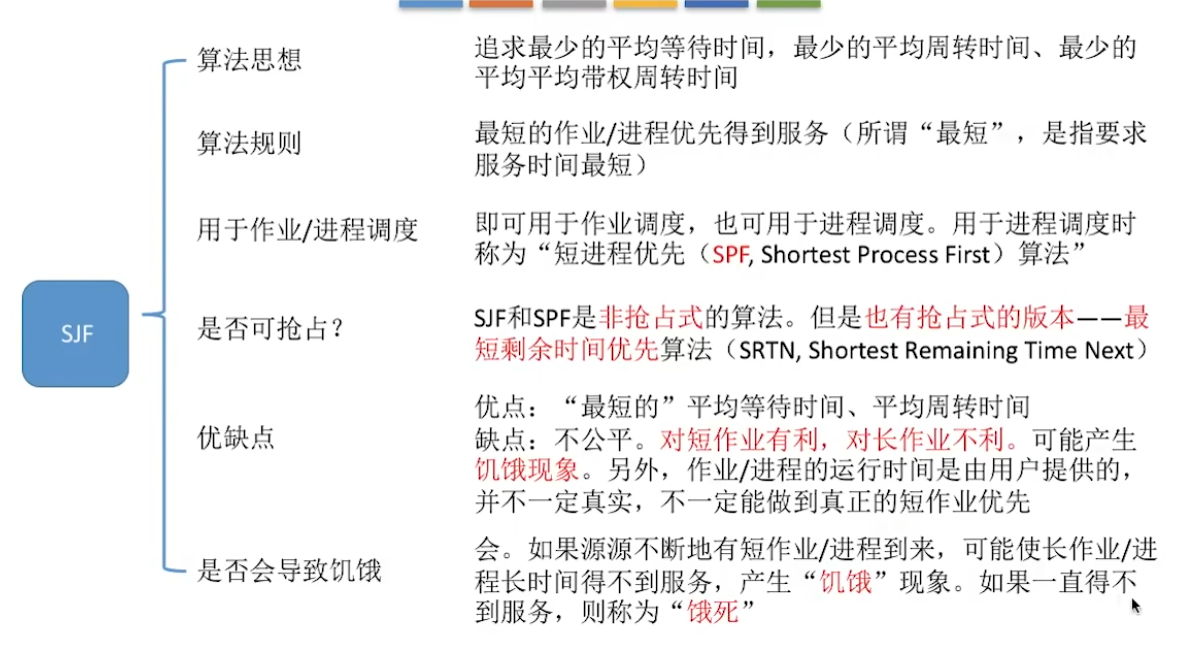 SJF
算法思想
追求最少的平均等待时间，最少的平均周转时间、最少的
平均平均带权周转时间
算法规则
最短的作业/进程优先得到服务（所谓“最短”，是指要求
服务时间最短）
用于作业/进程调度
即可用于作业调度，也可用于进程调度。用于进程调度时
称为“短进程优先（SPF, Shortest Process First）算法”
是否可抢占？
SJF和SPF是非抢占式的算法。但是也有抢占式的版本——最
短剩余时间优先算法（SRTN, Shortest Remaining Time Next）
优缺点
优点：“最短的”平均等待时间、平均周转时间
缺点：不公平。对短作业有利，对长作业不利。可能产生
饥饿现象。另外，作业/进程的运行时间是由用户提供的，
并不一定真实，不一定能做到真正的短作业优先
是否会导致饥饿
会。如果源源不断地有短作业/进程到来，可能使长作业/进
程长时间得不到服务，产生“饥饿”现象。如果一直得不
到服务，则称为“饿死”